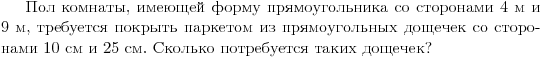 Пол комнаты, имеющей форму прямоугольника со сторонами 4 м и
9 м, требуется покрыть паркетом из прямоугольных дощечек со сторо-
нами 10 см и 25 см. Сколько потребуется таких дощечек?